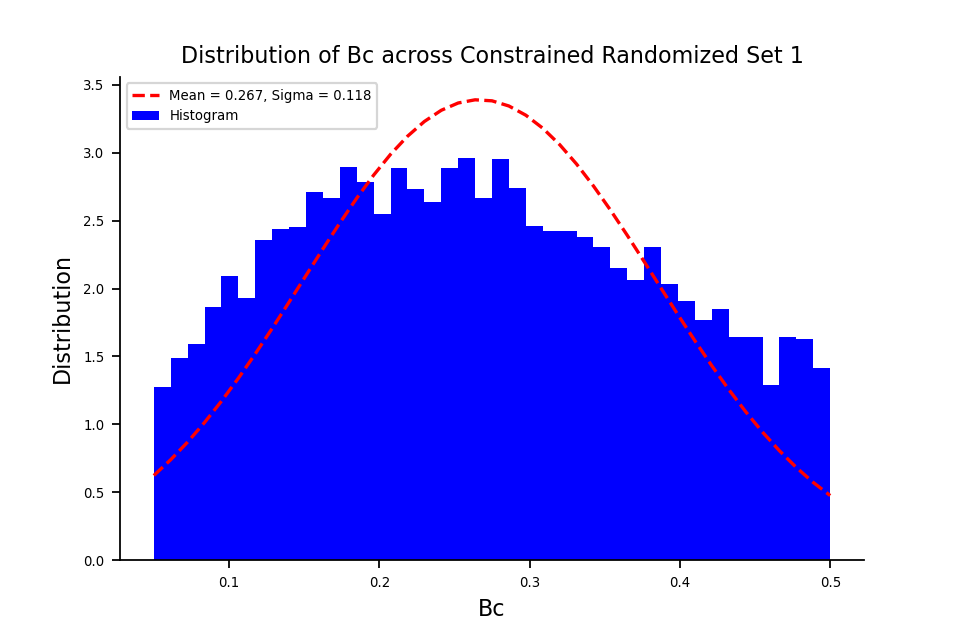 Distribution of Bc across Constrained Randomized Set 1
Mean = 0.267, Sigma = 0.118
Histogram
Distribution
3.5
3.0
2.5
2.0
1.5
1.0
0.5
0.0
0.1 0.2 0.3 0.4 0.5
Bc